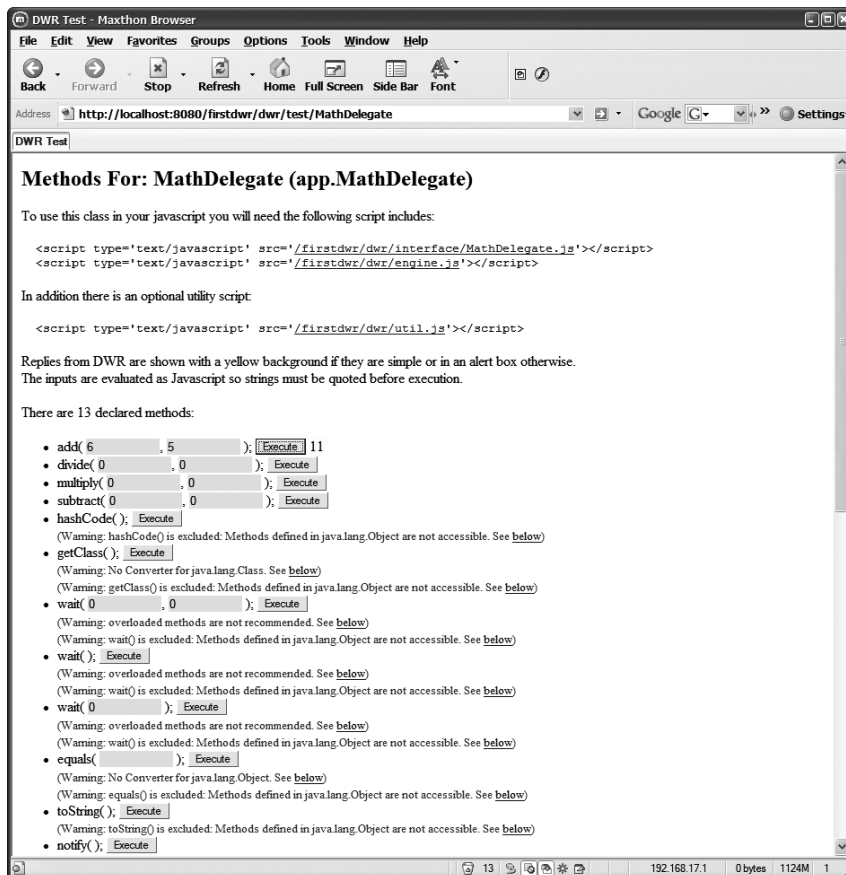 DWR Test - Maxthon Browser
File Edit View Favorites Groups Options Tools Window Help
Back Forward Stop Refresh Home Full Screen Side Bar Font
Address http://localhost:8080/firstdwr/dwr/test/MathDelegate Google G Settings
DWR Test
Methods For: MathDelegate (app.MathDelegate)
To use this class in your javascript you will need the following script includes:
<script type='text/javascript' src='/firstdwr/dwr/interface/MathDelegate.js'></script>
<script type='text/javascript' src='/firstdwr/dwr/engine.js'></script>
In addition there is an optional utility script:
<script type='text/javascript' src='/firstdwr/dwr/util.js'></script>
Replies from DWR are shown with a yellow background if they are simple or in an alert box otherwise.
The inputs are evaluated as Javascript so strings must be quoted before execution.
There are 13 declared methods:
• add( 6 , 5 ); Execute 11
• divide( 0 , 0 ); Execute
• multiply( 0 , 0 ); Execute
• subtract( 0 , 0 ); Execute
• hashCode( ); Execute
(Warning: hashCode() is excluded: Methods defined in java.lang.Object are not accessible. See below)
• getClass( ); Execute
(Warning: No Converter for java.lang.Class. See below)
(Warning: getClass() is excluded: Methods defined in java.lang.Object are not accessible. See below)
• wait( 0 , 0 ); Execute
(Warning: overloaded methods are not recommended. See below)
(Warning: wait() is excluded: Methods defined in java.lang.Object are not accessible. See below)
• wait( ); Execute
(Warning: overloaded methods are not recommended. See below)
(Warning: wait() is excluded: Methods defined in java.lang.Object are not accessible. See below)
• wait( 0 ); Execute
(Warning: overloaded methods are not recommended. See below)
(Warning: wait() is excluded: Methods defined in java.lang.Object are not accessible. See below)
• equals( ); Execute
(Warning: No Converter for java.lang.Object. See below)
(Warning: equals() is excluded: Methods defined in java.lang.Object are not accessible. See below)
• toString( ); Execute
(Warning: toString() is excluded: Methods defined in java.lang.Object are not accessible. See below)
• notify( ); Execute
13 192.168.17.1 0 bytes 1124M 1